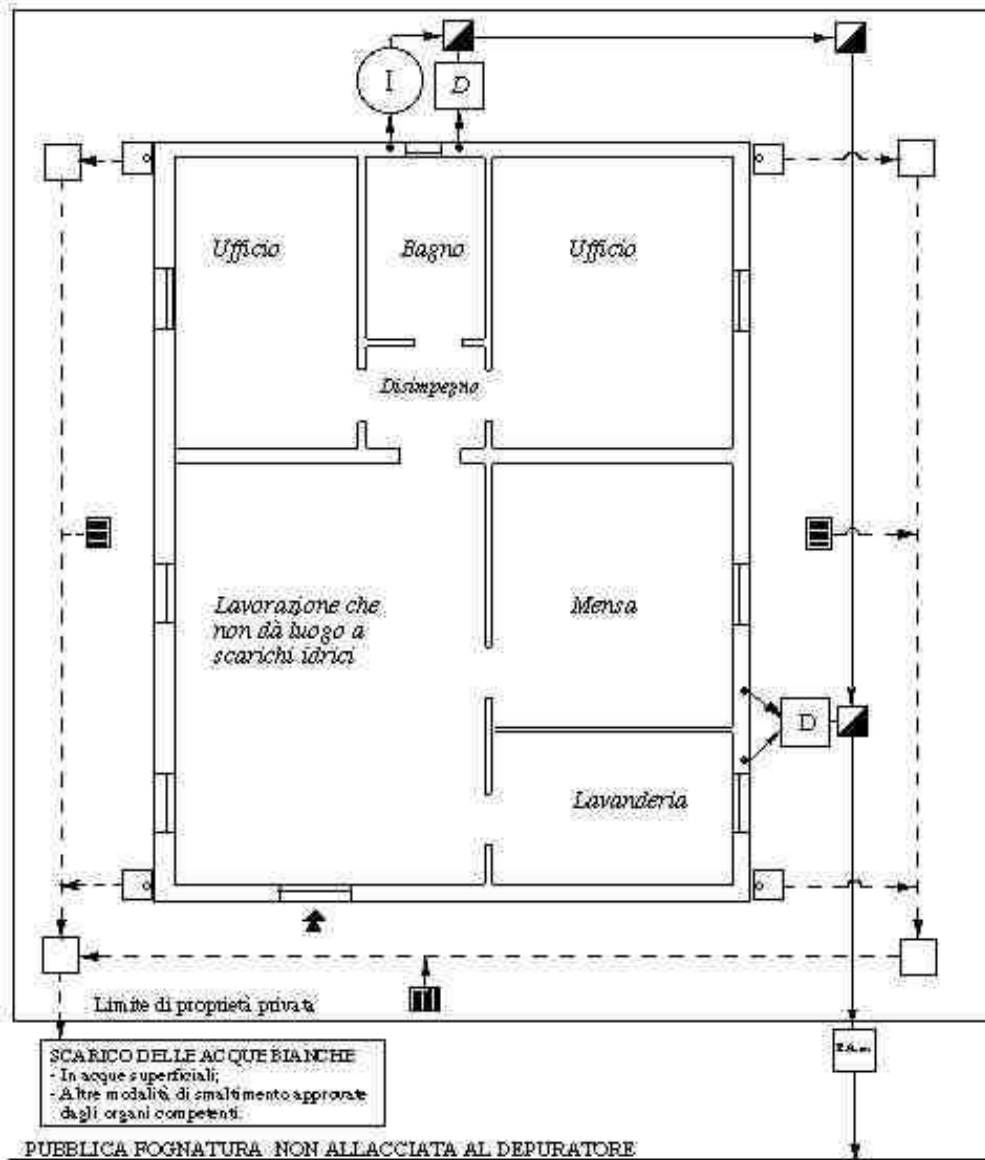 I
D
Ufficio
Bagno
Ufficio
Disimpegno
Lavorazione che
non dà luogo a
scarichi idrici
Mensa
D
Lavanderia
Limite di proprietà privata
SCARICO DELLE ACQUE BIANCHE
- In acque superficiali;
- Altre modalità di smaltimento approvate
dagli organi competenti.
PUBBLICA FOGNATURA NON ALLACCIATA AL DEPURATORE